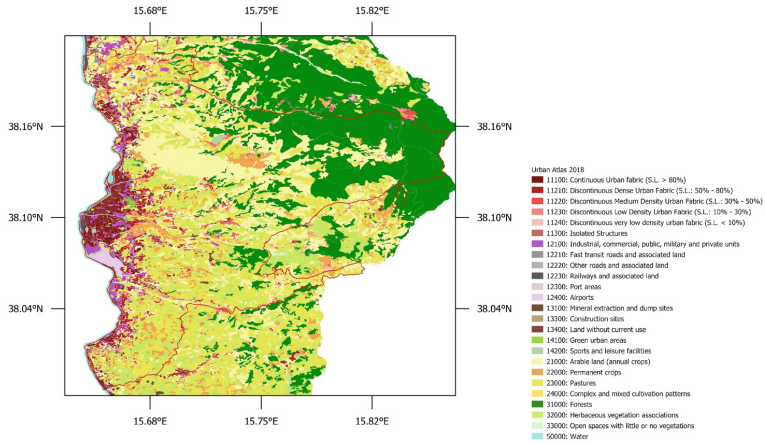 15.68°E 15.75°E 15.82°E
38.16°N 38.16°N
38.10°N 38.10°N
38.04°N 38.04°N
15.68°E 15.75°E 15.82°E
Urban Atlas 2018
11100: Continuous Urban fabric (S.L. > 80%)
11210: Discontinuous Dense Urban Fabric (S.L.: 50% - 80%)
11220: Discontinuous Medium Density Urban Fabric (S.L.: 30% - 50%)
11230: Discontinuous Low Density Urban Fabric (S.L.: 10% - 30%)
11240: Discontinuous very low density urban fabric (S.L. < 10%)
11300: Isolated Structures
12100: Industrial, commercial, public, military and private units
12210: Fast transit roads and associated land
12220: Other roads and associated land
12230: Railways and associated land
12300: Port areas
12400: Airports
13100: Mineral extraction and dump sites
13300: Construction sites
13400: Land without current use
14100: Green urban areas
14200: Sports and leisure facilities
21000: Arable land (annual crops)
22000: Permanent crops
23000: Pastures
24000: Complex and mixed cultivation patterns
31000: Forests
32000: Herbaceous vegetation associations
33000: Open spaces with little or no vegetations
50000: Water